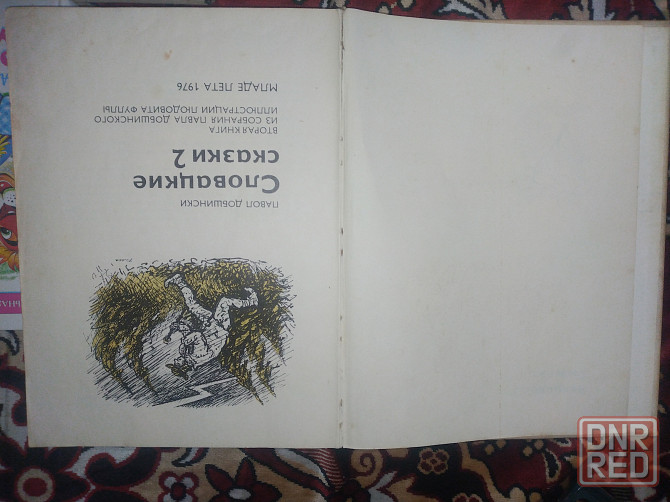 ПАВОЛ ДОБШИНСКИ
Словацкие
сказки 2
ВТОРАЯ КНИГА
ИЗ СОБРАНИЯ ПАВЛА ДОБШИНСКОГО
ИЛЛЮСТРАЦИИ ЛЮДОВИТА ФУЛЛЫ
МЛАДЕ ЛЕТА 1976
DNR
RED